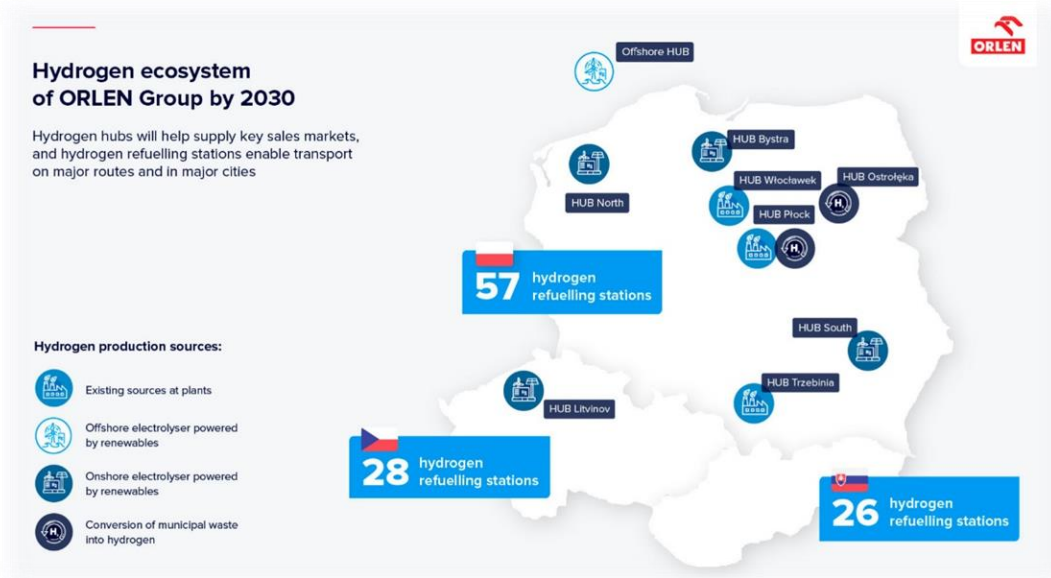 ORLEN
Hydrogen ecosystem
of ORLEN Group by 2030
Hydrogen hubs will help supply key sales markets,
and hydrogen refuelling stations enable transport
on major routes and in major cities
Offshore HUB
HUB Bystra
HUB North
HUB Włocławek
HUB Ostrołęka
HUB Płock
57 hydrogen
refuelling stations
HUB South
HUB Trzebinia
HUB Litvinov
28 hydrogen
refuelling stations
26 hydrogen
refuelling stations
Hydrogen production sources:
Existing sources at plants
Offshore electrolyser powered
by renewables
Onshore electrolyser powered
by renewables
Conversion of municipal waste
into hydrogen